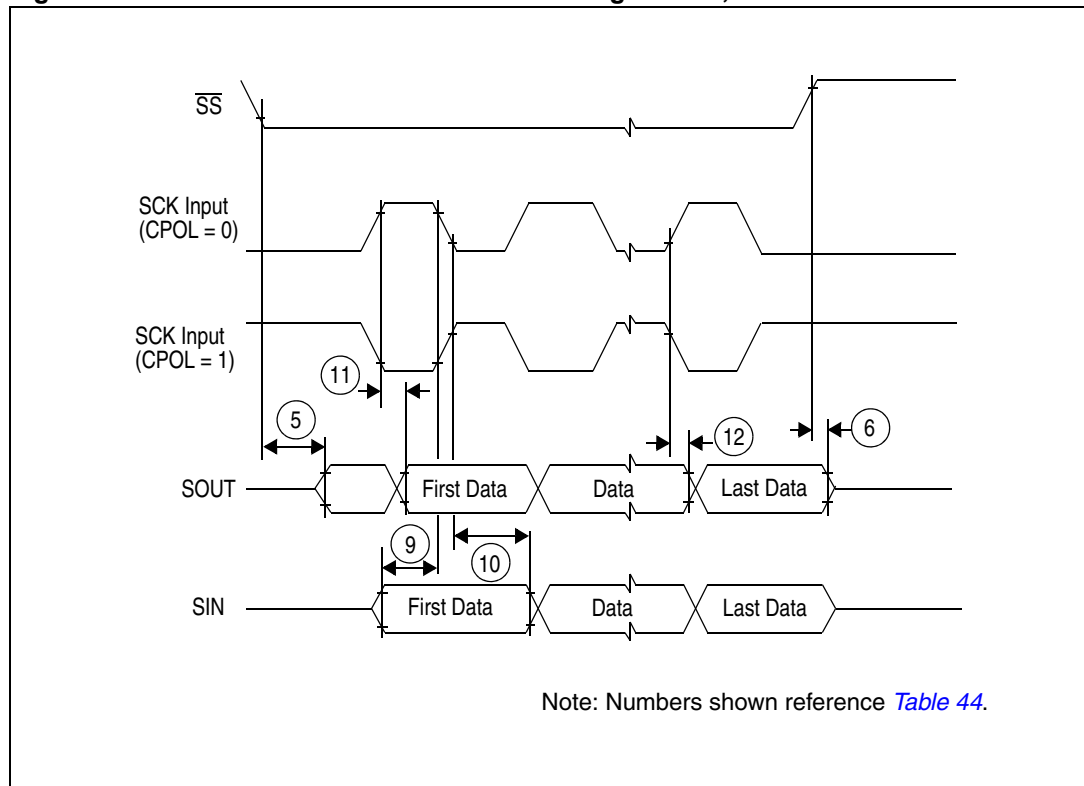 SS
SCK Input
(CPOL = 0)
SCK Input
(CPOL = 1)
11
5
12
6
SOUT
First Data
Data
Last Data
9
10
SIN
First Data
Data
Last Data
Note: Numbers shown reference Table 44.